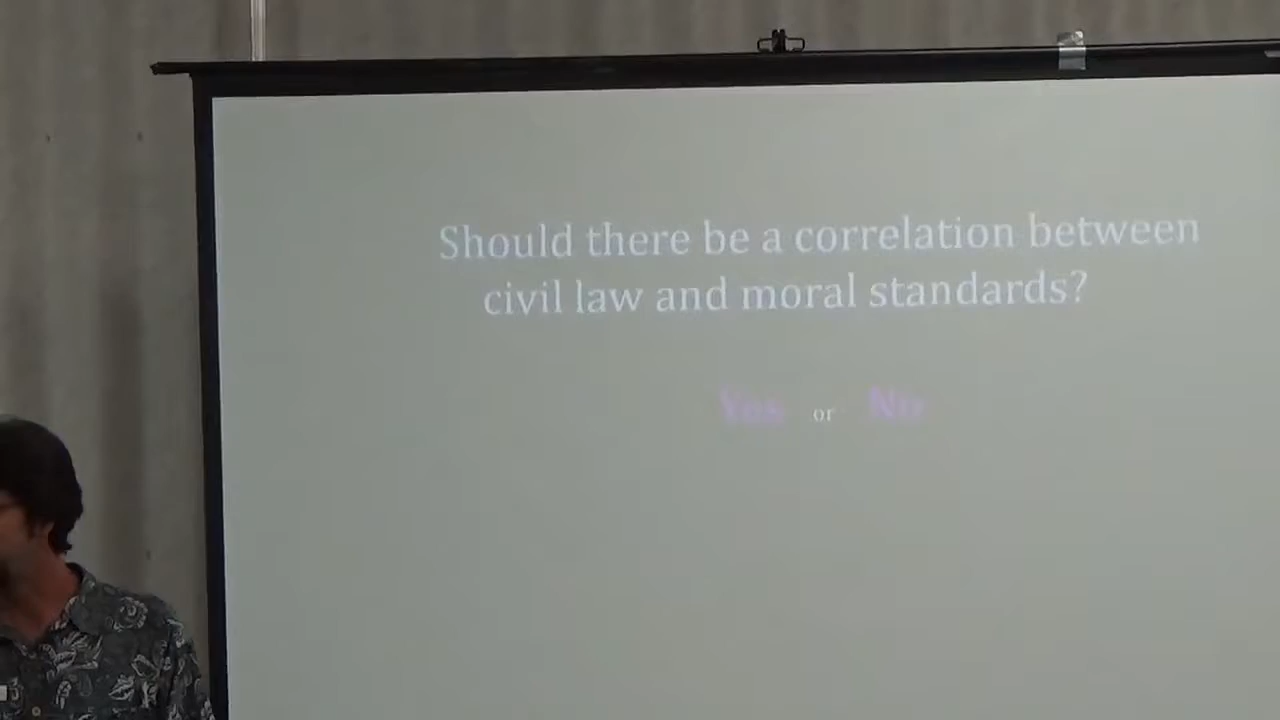 Should there be a correlation between
civil law and moral standards?
Yes or No